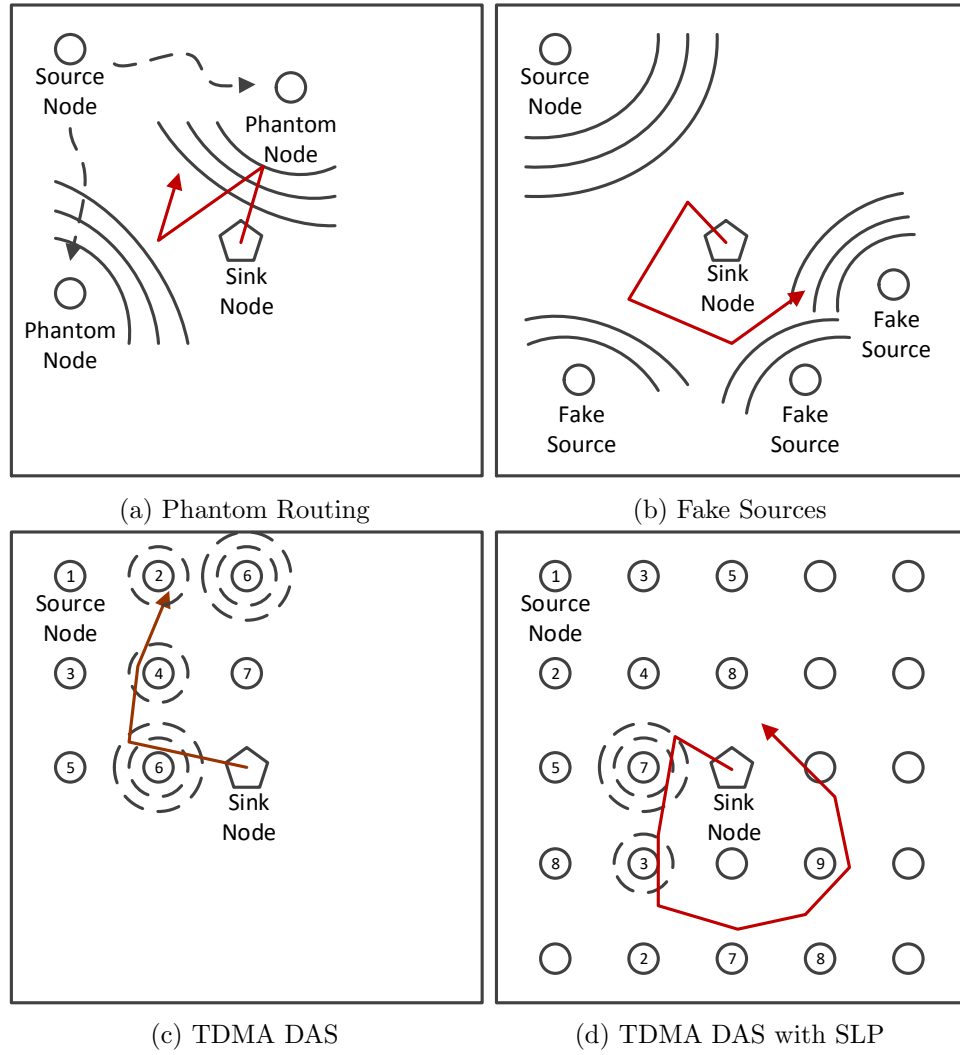 Source
Node
Phantom
Node
Sink
Node
Phantom
Node
(a) Phantom Routing
Source
Node
Sink
Node
Fake
Source
Fake
Source
Fake
Source
(b) Fake Sources
1 2 6
Source
Node
3 4 7
5 6
Sink
Node
(c) TDMA DAS
1 3 5
Source
Node
2 4 8
5 7
Sink
Node
8 3 9
2 7 8
(d) TDMA DAS with SLP